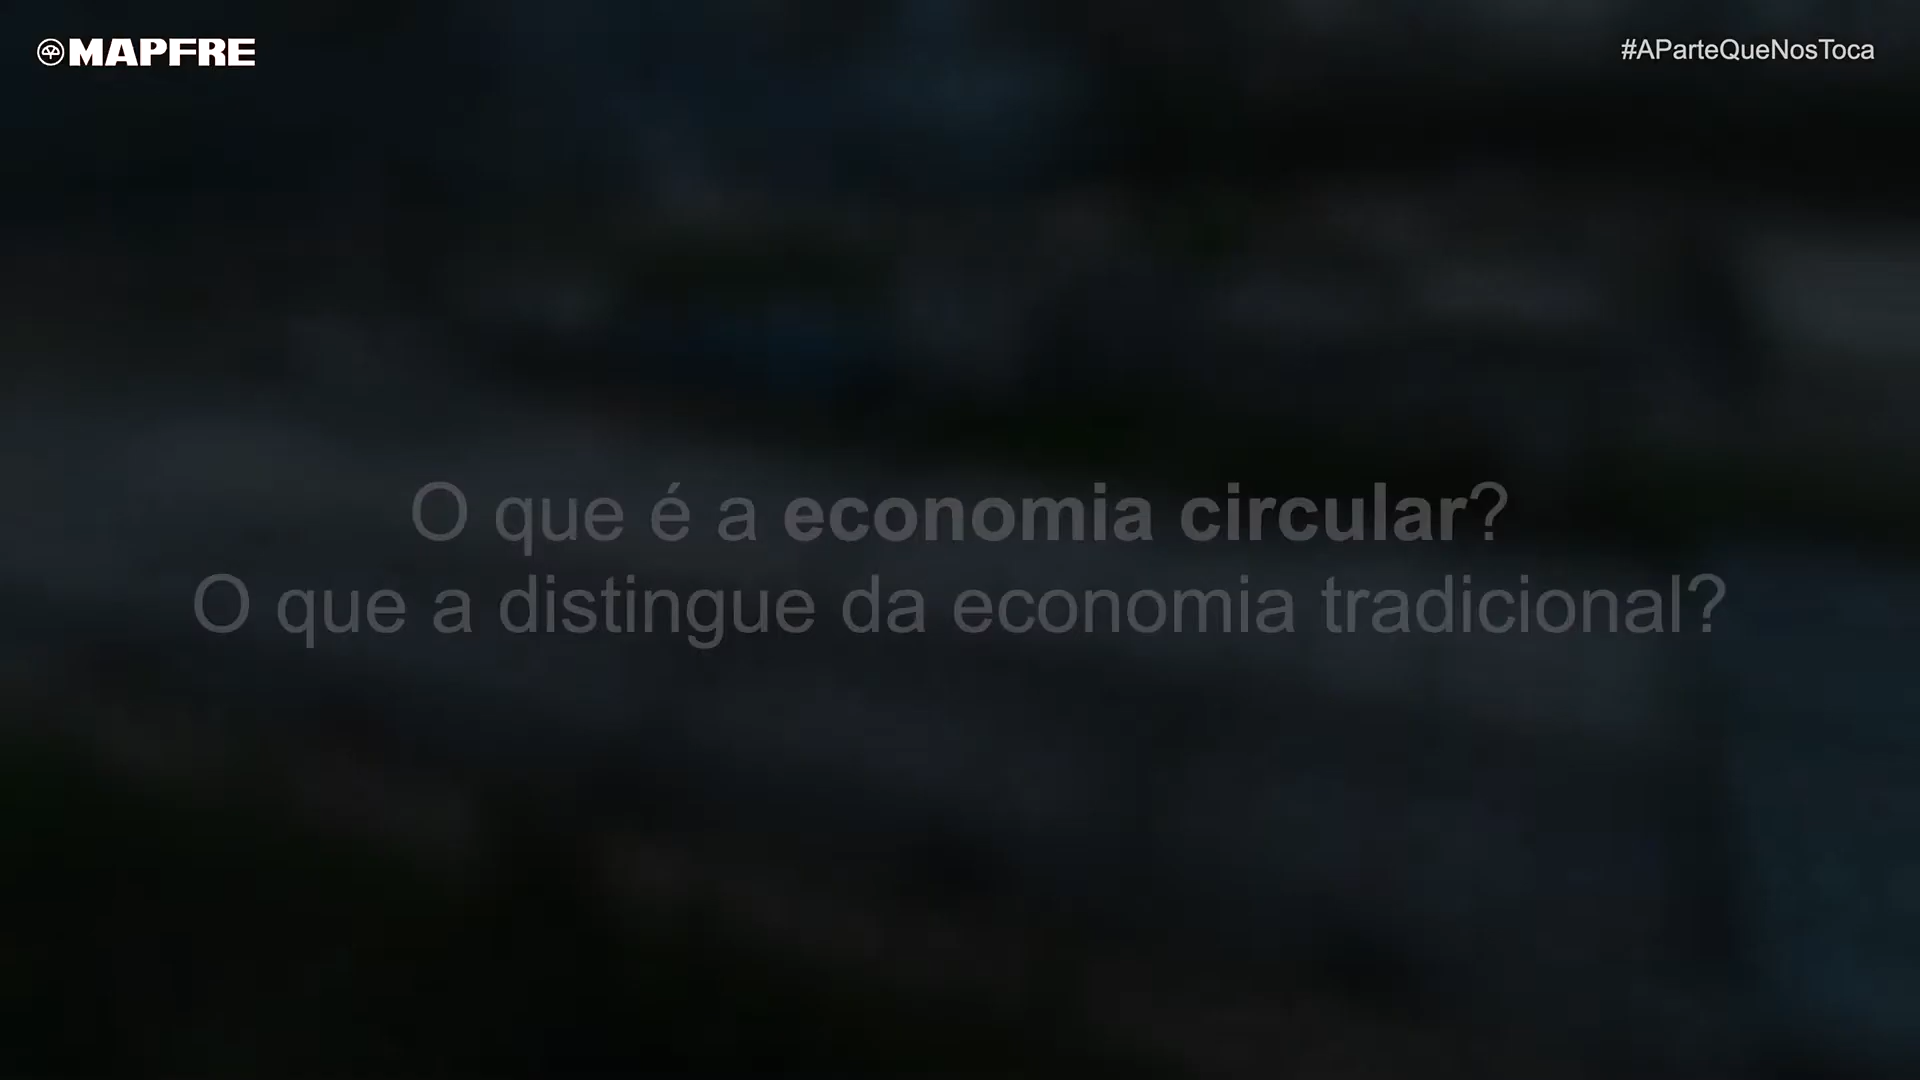 MAPFRE
#AParteQueNosToca
O que é a economia circular?
O que a distingue da economia tradicional?